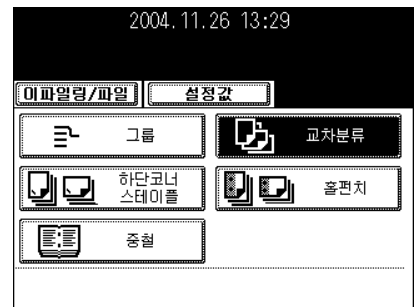 2004.11.26 13:29
이파일링/파일 설정값
그룹 교차분류
하단코너
스테이플 홀펀치
중철